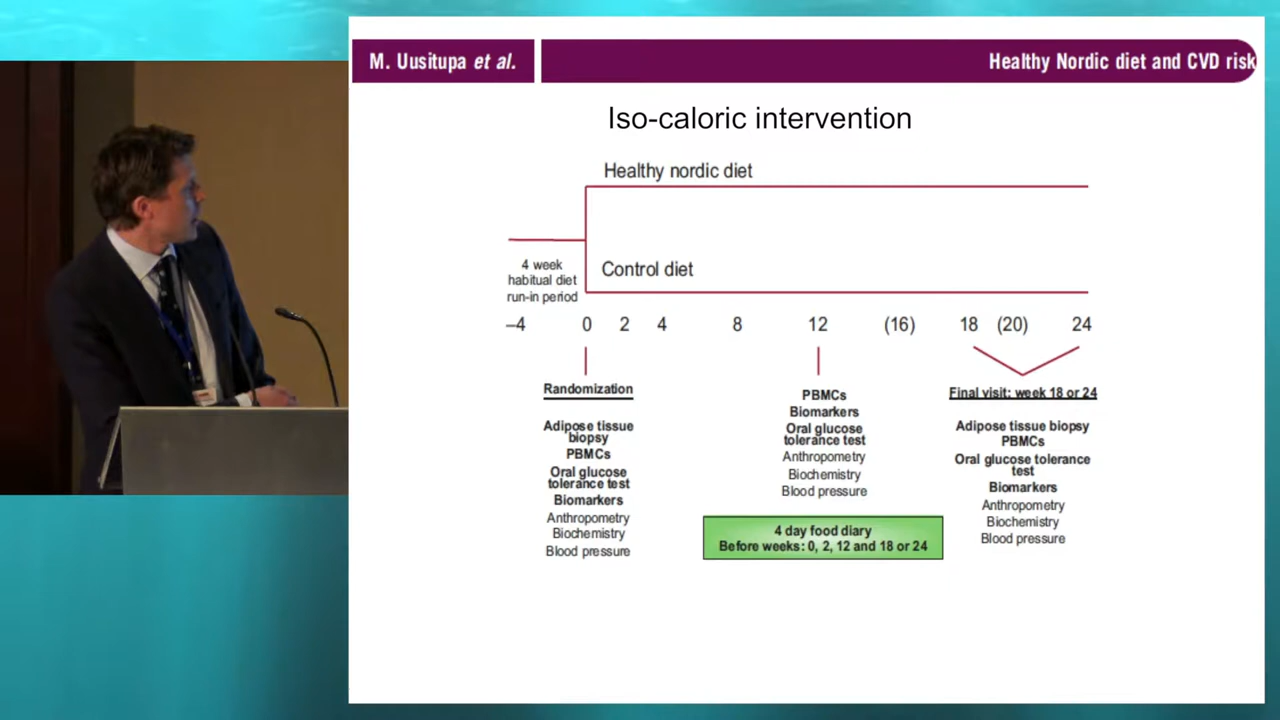 M. Uusitupa et al.
Healthy Nordic diet and CVD risk
Iso-caloric intervention
Healthy nordic diet
4 week
habitual diet
run-in period
Control diet
–4 0 2 4 8 12 (16) 18 (20) 24
Randomization
Adipose tissue
biopsy
PBMCs
Oral glucose
tolerance test
Biomarkers
Anthropometry
Biochemistry
Blood pressure
PBMCs
Biomarkers
Oral glucose
tolerance test
Anthropometry
Biochemistry
Blood pressure
4 day food diary
Before weeks: 0, 2, 12 and 18 or 24
Final visit: week 18 or 24
Adipose tissue biopsy
PBMCs
Oral glucose tolerance
test
Biomarkers
Anthropometry
Biochemistry
Blood pressure